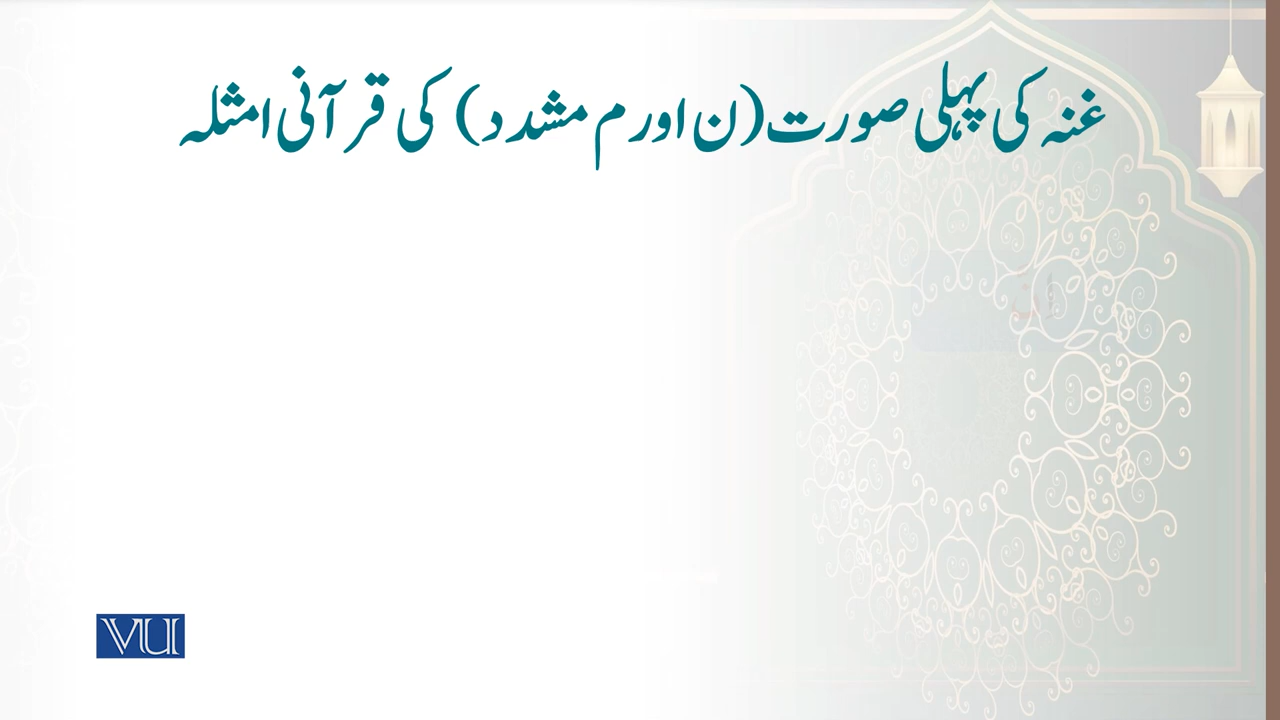 غنہ کی پہلی صورت (ن اور م مشدد) کی قرآنی امثلہ
VU